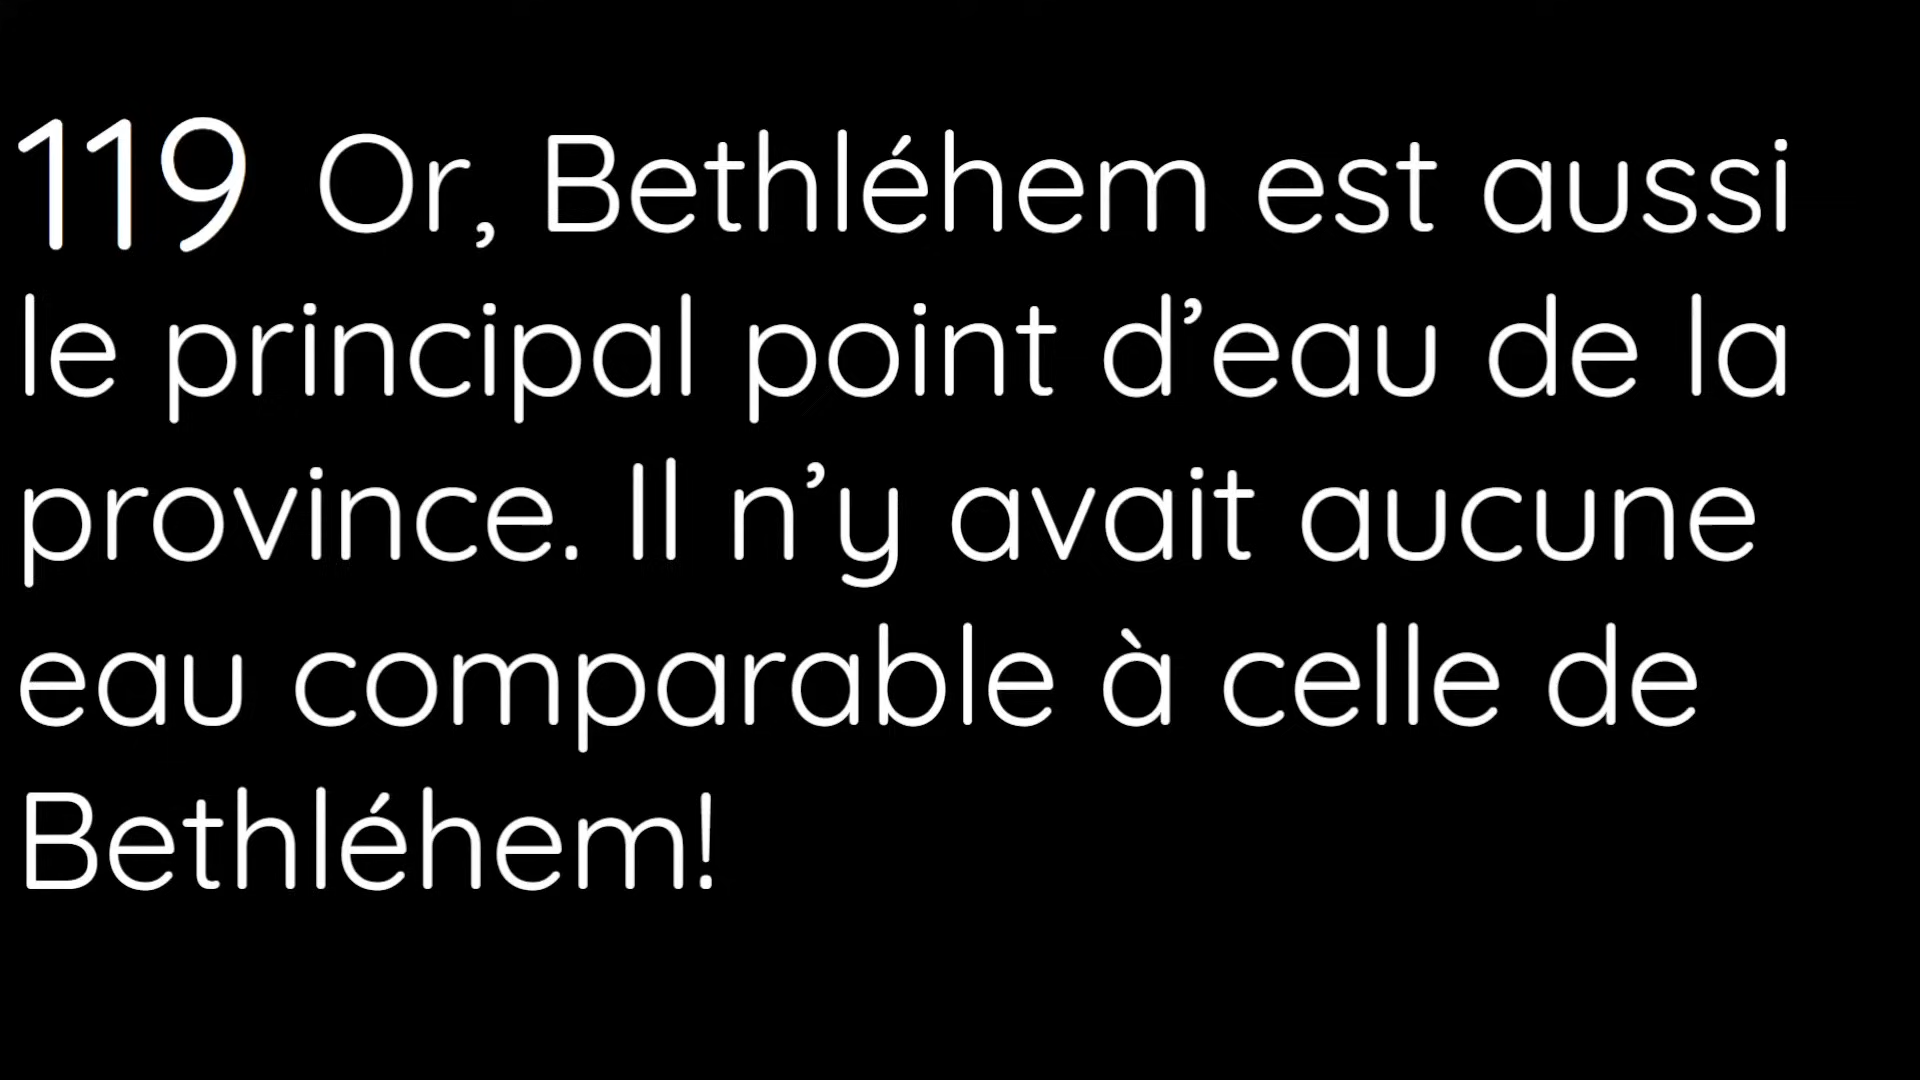 119 Or, Bethléhem est aussi
le principal point d’eau de la
province. Il n’y avait aucune
eau comparable à celle de
Bethléhem!